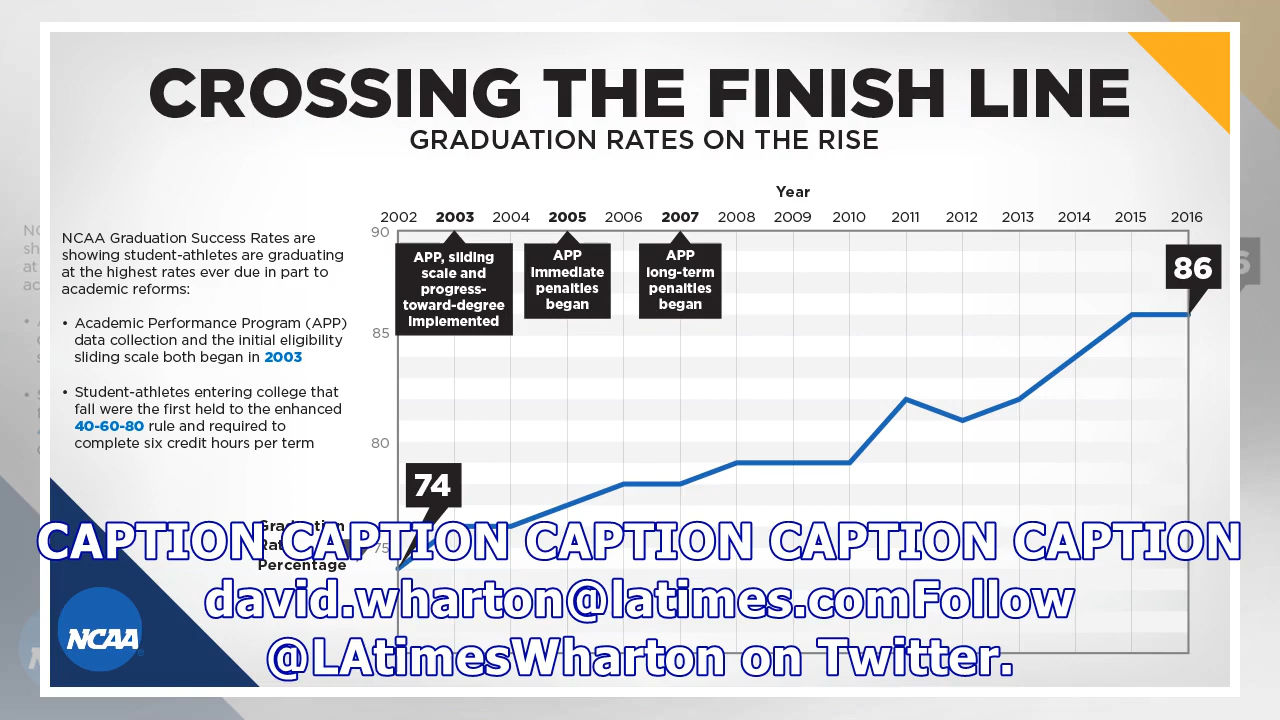 CROSSING THE FINISH LINE
GRADUATION RATES ON THE RISE
Year
2002 2003 2004 2005 2006 2007 2008 2009 2010 2011 2012 2013 2014 2015 2016
NCAA Graduation Success Rates are
showing student-athletes are graduating
at the highest rates ever due in part to
academic reforms:
• Academic Performance Program (APP)
data collection and the initial eligibility
sliding scale both began in 2003
• Student-athletes entering college that
fall were the first held to the enhanced
40-60-80 rule and required to
complete six credit hours per term
90
85
80
75
APP, sliding
scale and
progress-
toward-degree
implemented
APP
immediate
penalties
began
APP
long-term
penalties
began
86
74
Graduation
Percentage
CAPTION CAPTION CAPTION CAPTION CAPTION
david.wharton@latimes.comFollow
@LAtimesWharton on Twitter.
NCAA